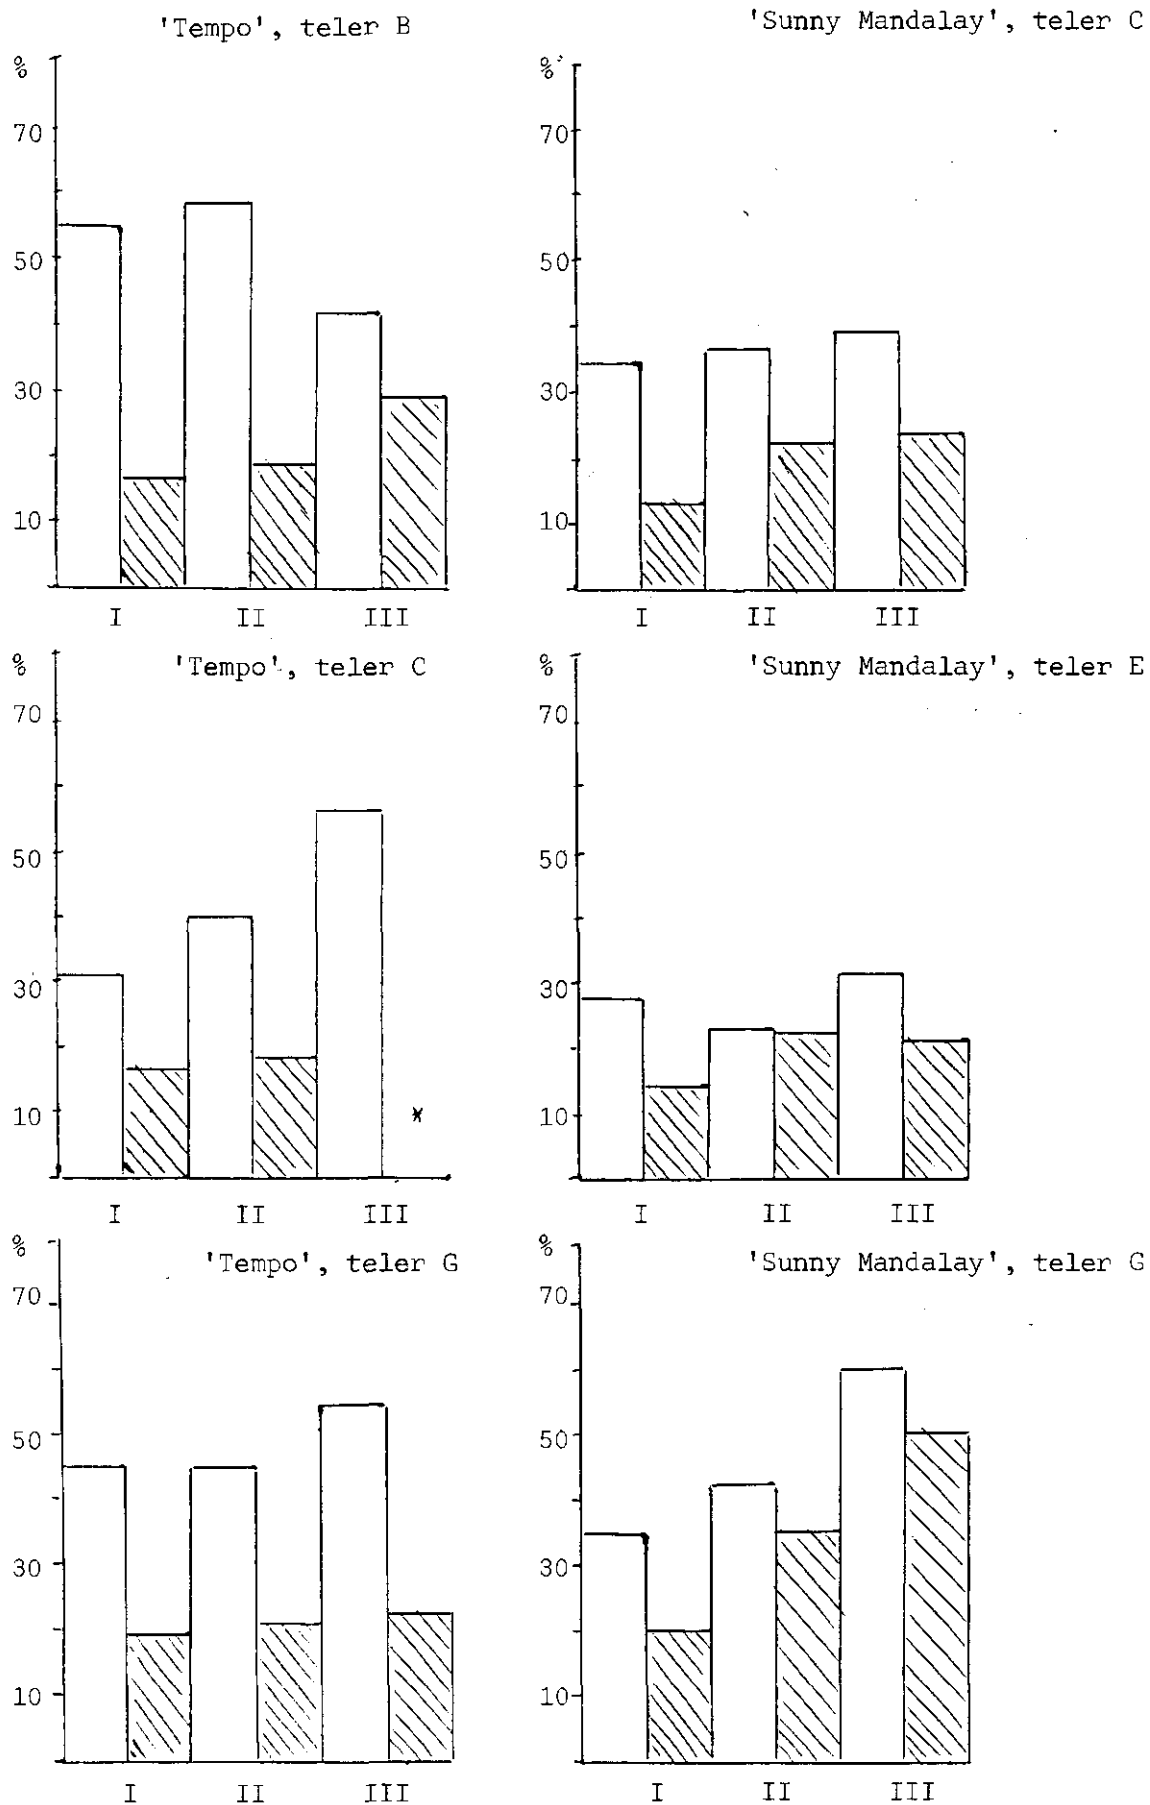 'Tempo', teler B
%
70
50
30
10
I II III
'Sunny Mandalay', teler C
%
70
50
30
10
I II III
'Tempo', teler C
%
70
50
30
10
*
I II III
'Sunny Mandalay', teler E
%
70
50
30
10
I II III
'Tempo', teler G
%
70
50
30
10
I II III
'Sunny Mandalay', teler G
%
70
50
30
10
I II III